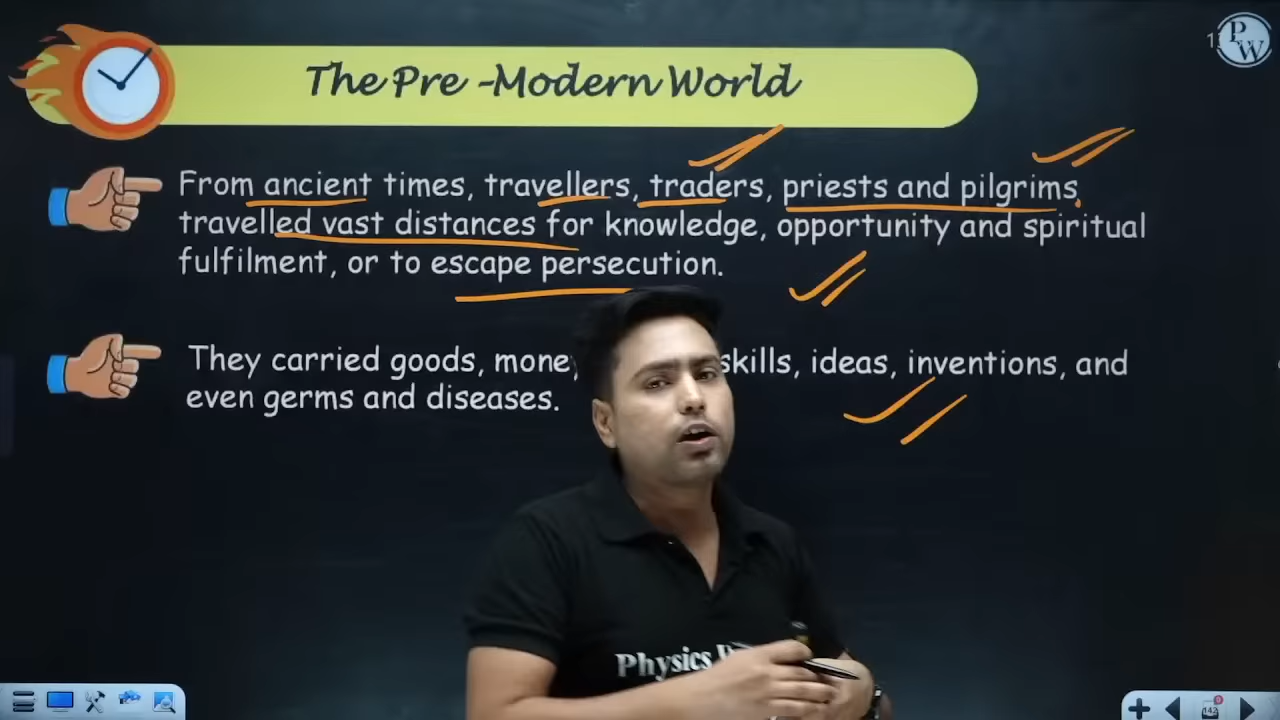 The Pre -Modern World
PW
From ancient times, travellers, traders, priests and pilgrims
travelled vast distances for knowledge, opportunity and spiritual
fulfilment, or to escape persecution.
They carried goods, money skills, ideas, inventions, and
even germs and diseases.
Physics
142